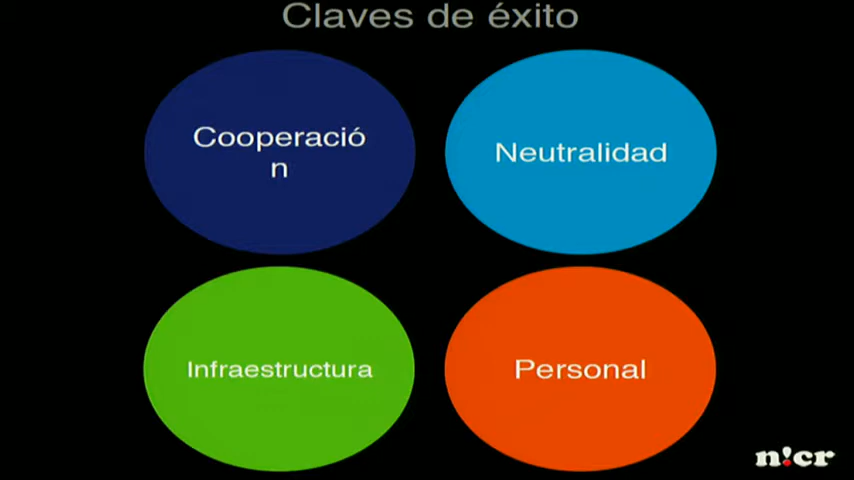 Claves de éxito
Cooperació
n
Neutralidad
Infraestructura
Personal
n!cr